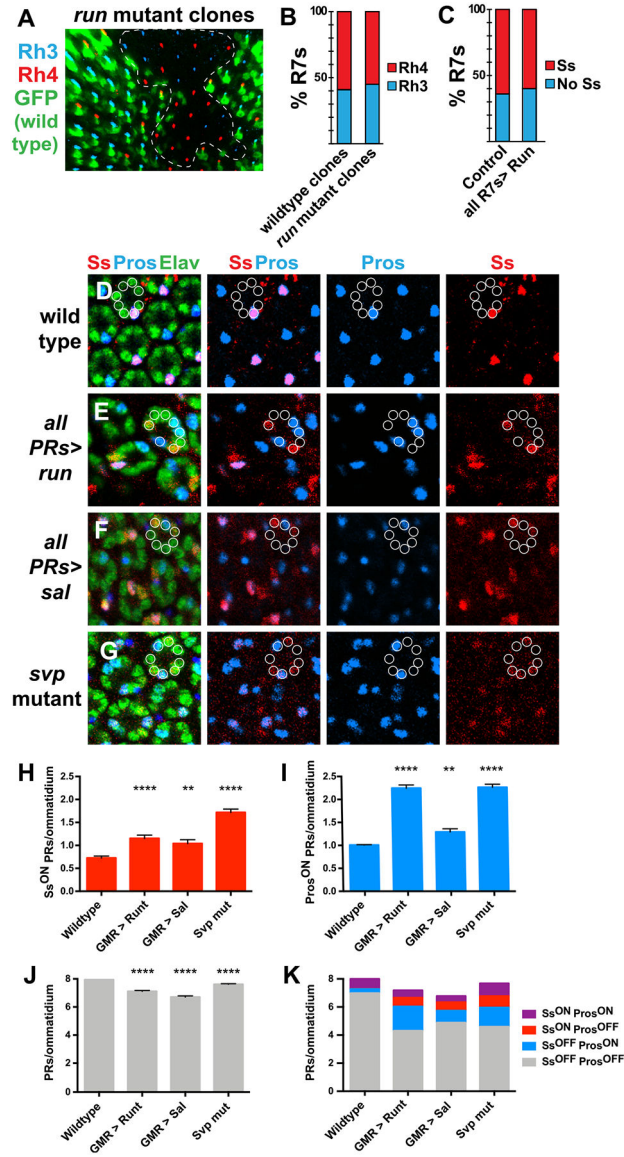 run mutant clones
A
Rh3
Rh4
GFP
(wild
type)
B
% R7s
100
50
Rh4
Rh3
wildtype clones
run mutant clones
C
% R7s
100
50
Ss
No Ss
Control
all R7s> Run
SsProsElav
SsPros
Pros
Ss
D
wild
type
E
all
PRs>
run
F
all
PRs>
sal
G
svp
mutant
H
Ss^ON PRs/ommatidium
2.5
2.0
1.5
1.0
0.5
0.0
****
**
****
Wildtype
GMR > Runt
GMR > Sal
Svp mut
I
Pros^ON PRs/ommatidium
2.5
2.0
1.5
1.0
0.5
0.0
****
**
****
Wildtype
GMR > Runt
GMR > Sal
Svp mut
J
PRs/ommatidium
8
6
4
2
0
****
****
****
Wildtype
GMR > Runt
GMR > Sal
Svp mut
K
PRs/ommatidium
8
6
4
2
0
Ss^ON Pros^ON
Ss^ON Pros^OFF
Ss^OFF Pros^ON
Ss^OFF Pros^OFF
Wildtype
GMR > Runt
GMR > Sal
Svp mut